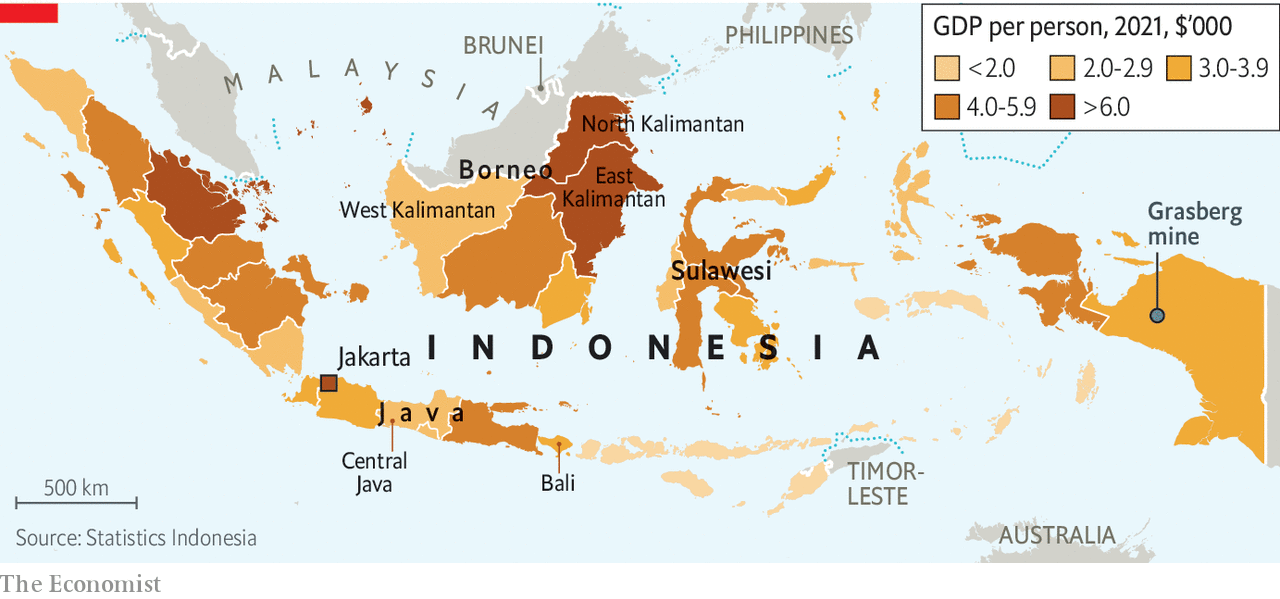 GDP per person, 2021, $’000
<2.0
2.0-2.9
3.0-3.9
4.0-5.9
>6.0
PHILIPPINES
BRUNEI
MALAYSIA
North Kalimantan
Borneo
East
Kalimantan
West Kalimantan
Grasberg
mine
Sulawesi
INDONESIA
Jakarta
Java
Central
Java
Bali
TIMOR-
LESTE
500 km
AUSTRALIA
Source: Statistics Indonesia
The Economist